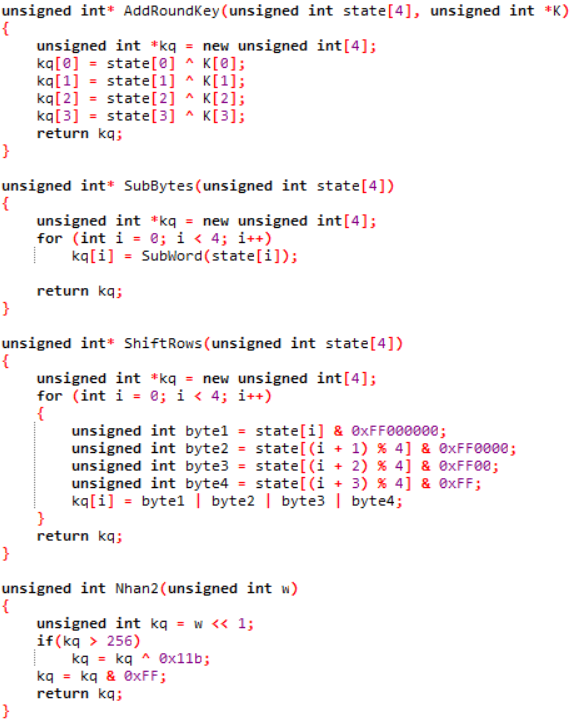 unsigned int* AddRoundKey(unsigned int state[4], unsigned int *K)
{
    unsigned int *kq = new unsigned int[4];
    kq[0] = state[0] ^ K[0];
    kq[1] = state[1] ^ K[1];
    kq[2] = state[2] ^ K[2];
    kq[3] = state[3] ^ K[3];
    return kq;
}

unsigned int* SubBytes(unsigned int state[4])
{
    unsigned int *kq = new unsigned int[4];
    for (int i = 0; i < 4; i++)
        kq[i] = SubWord(state[i]);

    return kq;
}

unsigned int* ShiftRows(unsigned int state[4])
{
    unsigned int *kq = new unsigned int[4];
    for (int i = 0; i < 4; i++)
    {
        unsigned int byte1 = state[i] & 0xFF000000;
        unsigned int byte2 = state[(i + 1) % 4] & 0xFF0000;
        unsigned int byte3 = state[(i + 2) % 4] & 0xFF00;
        unsigned int byte4 = state[(i + 3) % 4] & 0xFF;
        kq[i] = byte1 | byte2 | byte3 | byte4;
    }
    return kq;
}

unsigned int Nhan2(unsigned int w)
{
    unsigned int kq = w << 1;
    if(kq > 256)
        kq = kq ^ 0x11b;
    kq = kq & 0xFF;
    return kq;
}